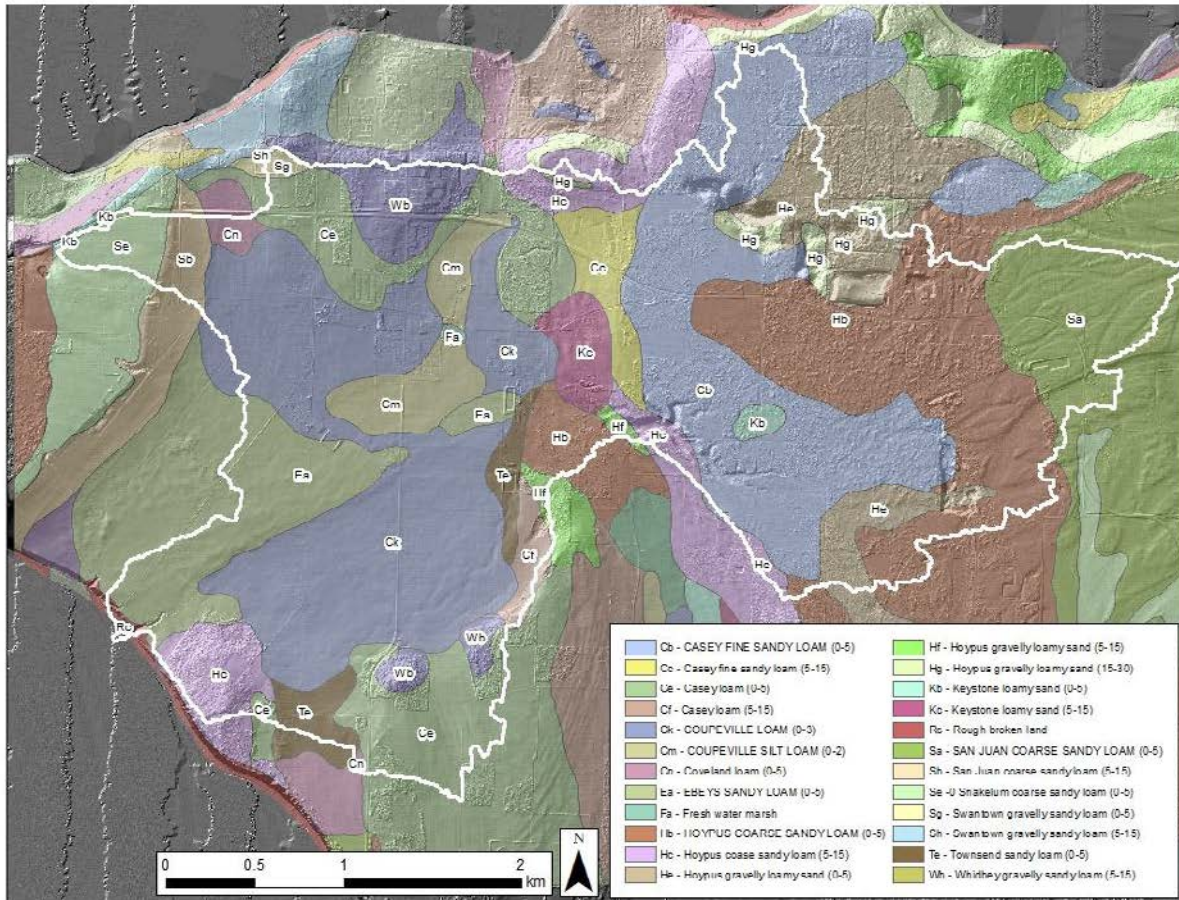 Hg
Sh
Sg
Hg
Hc
Wb
He
Hg
Kb
Cn
Ce
Hg
Hg
Kb
Se
Sb
Cm
Cc
Hg
Sa
Fa
Ck
Kc
Hb
Cm
Ea
Cb
Hf
Hc
Kb
Hb
Ea
Te
Hf
He
Ck
Cf
Hc
Rc
Wb
Hc
Wb
Te
Ce
Ce
Cn
Cb - CASEY FINE SANDY LOAM (0-5)
Cc - Casey fine sandy loam (5-15)
Ce - Casey loam (0-5)
Cf - Casey loam (5-15)
Ck - COUPEVILLE LOAM (0-3)
Cm - COUPEVILLE SILT LOAM (0-2)
Cn - Coveland loam (0-5)
Ea - EBEYS SANDY LOAM (0-5)
Fa - Fresh water marsh
Hb - HOYPUS COARSE SANDY LOAM (0-5)
Hc - Hoypus coase sandy loam (5-15)
He - Hoypus gravelly loamy sand (0-5)
Hf - Hoypus gravelly loamy sand (5-15)
Hg - Hoypus gravelly loamy sand (15-30)
Kb - Keystone loamy sand (0-5)
Kc - Keystone loamy sand (5-15)
Rc - Rough broken land
Sa - SAN JUAN COARSE SANDY LOAM (0-5)
Sb - San Juan coarse sandy loam (5-15)
Se -0 Snakelum coarse sandy loam (0-5)
Sg - Swantown gravelly sandy loam (0-5)
Sh - Swantown gravelly sandy loam (5-15)
Te - Townsend sandy loam (0-5)
Wb - Whidbey gravelly sandy loam (5-15)
N
0 0.5 1 2
km